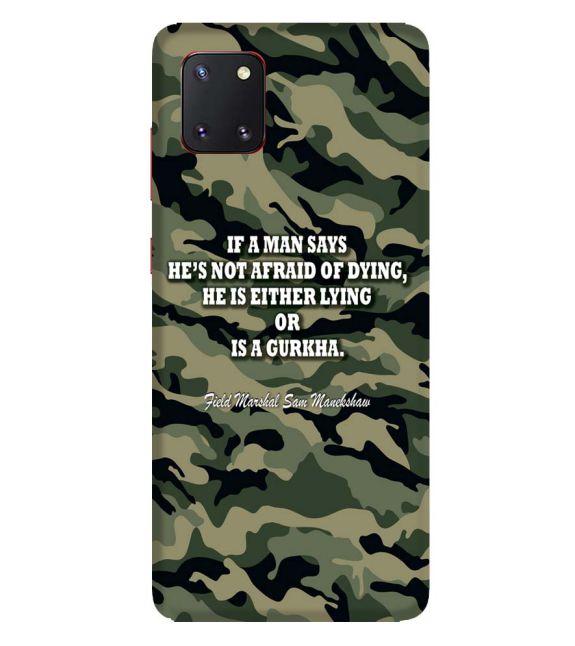 IF A MAN SAYS
HE'S NOT AFRAID OF DYING,
HE IS EITHER LYING
OR
IS A GURKHA.
Field Marshal Sam Manekshaw